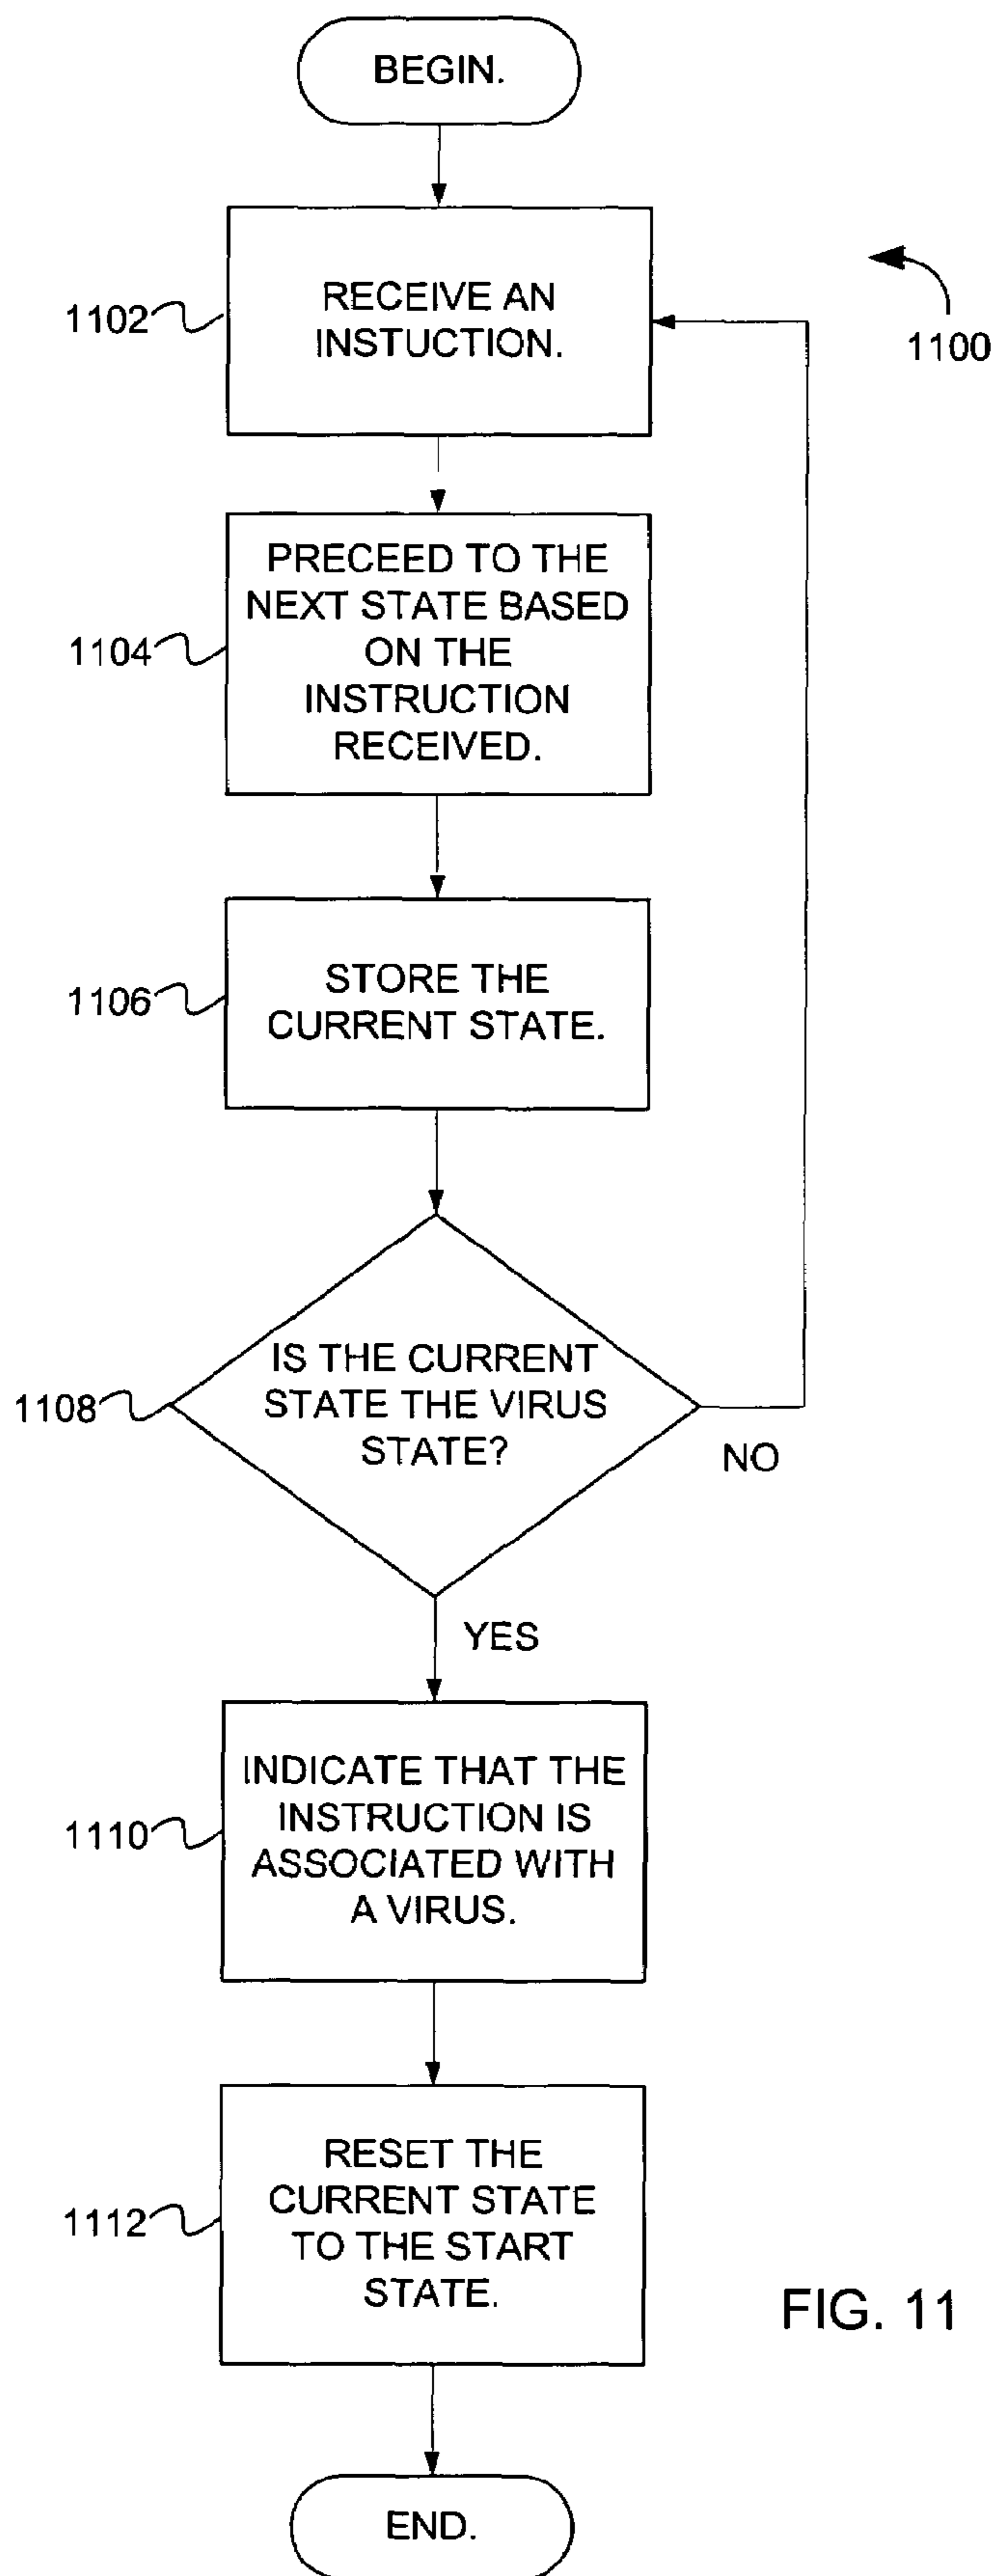 BEGIN.
1102
RECEIVE AN
INSTUCTION.
1100
1104
PRECEED TO THE
NEXT STATE BASED
ON THE
INSTRUCTION
RECEIVED.
1106
STORE THE
CURRENT STATE.
1108
IS THE CURRENT
STATE THE VIRUS
STATE?
NO
YES
1110
INDICATE THAT THE
INSTRUCTION IS
ASSOCIATED WITH
A VIRUS.
1112
RESET THE
CURRENT STATE
TO THE START
STATE.
FIG. 11
END.